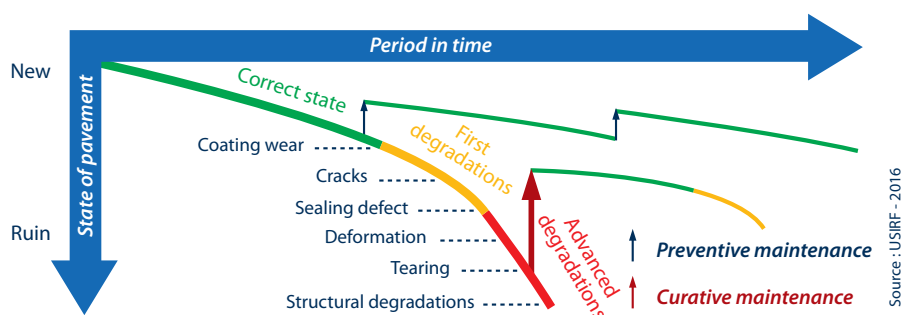 Period in time
New
State of pavement
Correct state
First
degradations
Coating wear
Cracks
Sealing defect
Ruin
Deformation
Advanced
degradations
Tearing
Structural degradations
Preventive maintenance
Curative maintenance
Source : USIRF - 2016